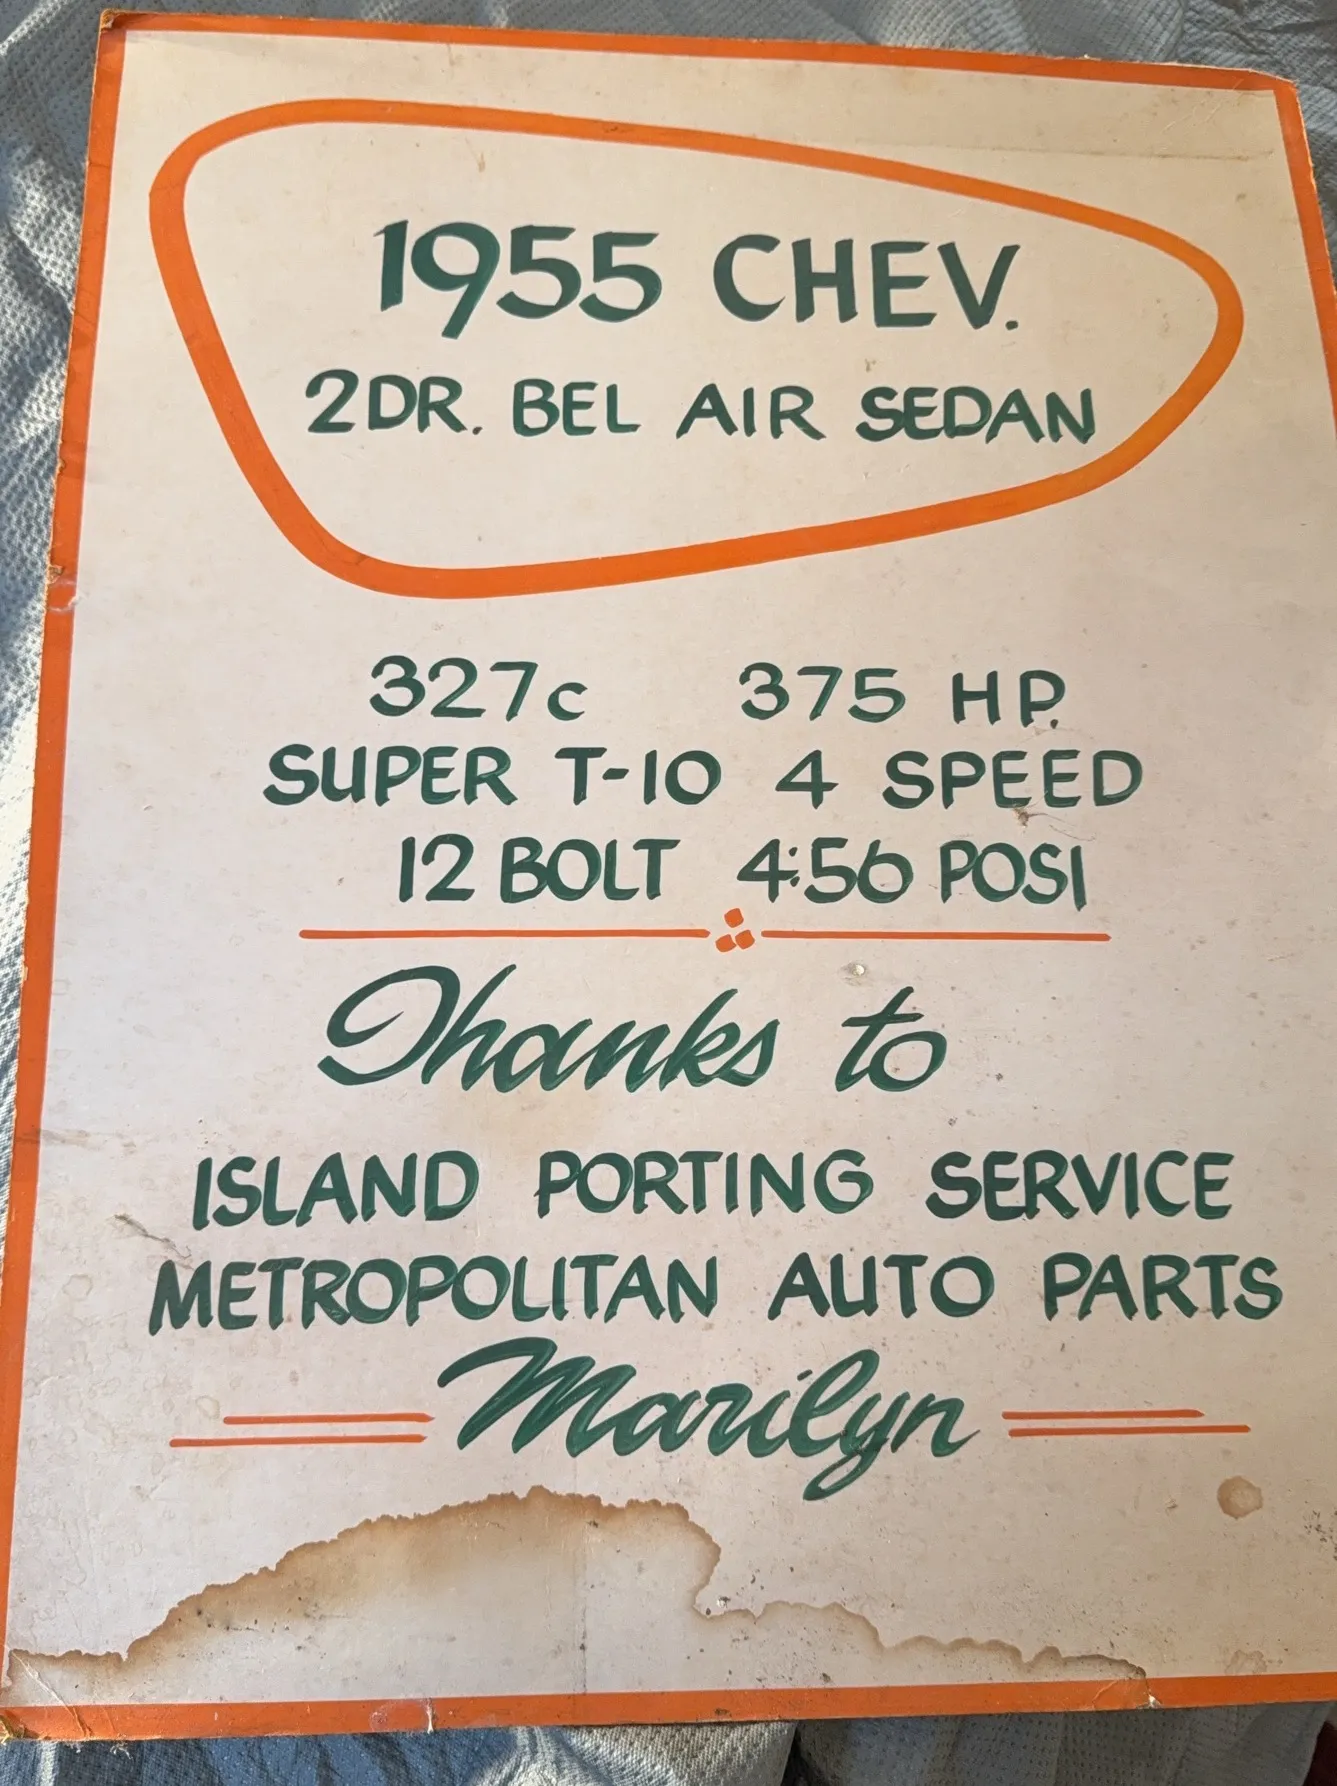 1955 CHEV.
2DR. BEL AIR SEDAN
327c 375 HP.
SUPER T-10 4 SPEED
12 BOLT 4:56 POSI
Thanks to
ISLAND PORTING SERVICE
METROPOLITAN AUTO PARTS
Marilyn